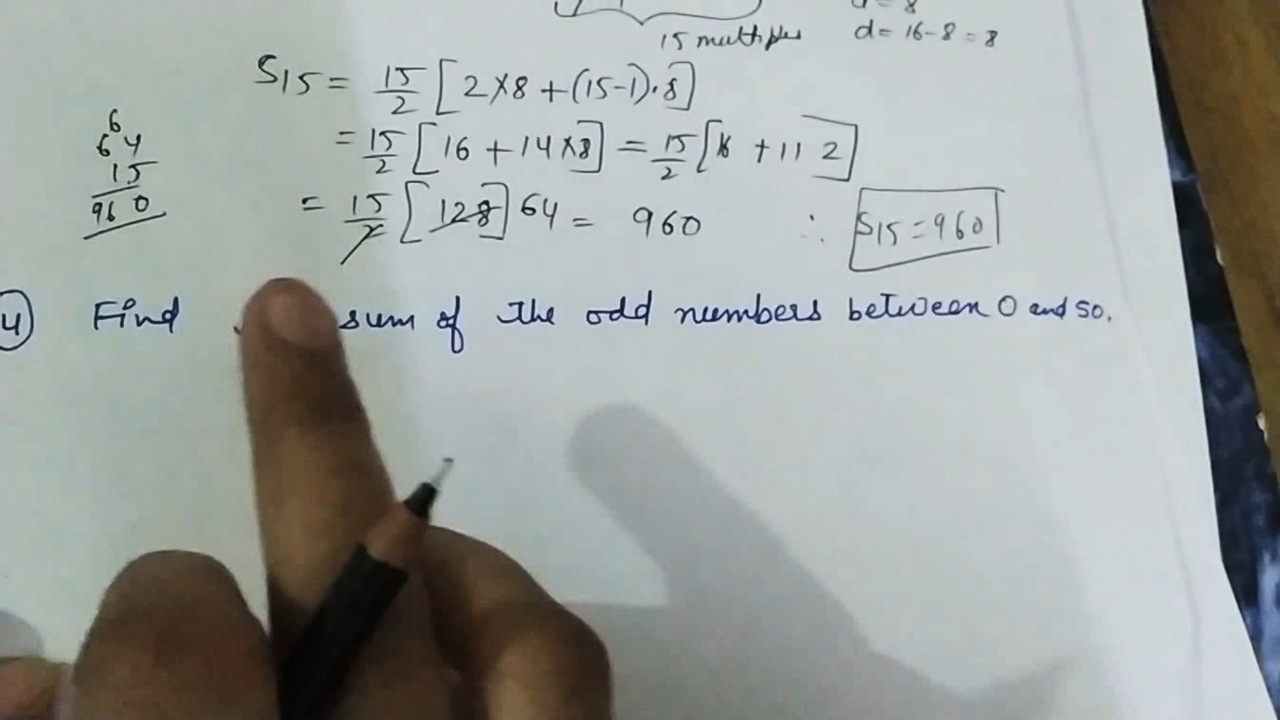 15 multiples
d = 16 - 8 = 8
S15 = 15/2 [2×8 + (15-1)·8]
= 15/2 [16 + 14×8] = 15/2 [16 + 112]
= 15/2 [128] 64 = 960
∴ S15 = 960
6
64
15
960
4) Find sum of the odd numbers between 0 and 50.